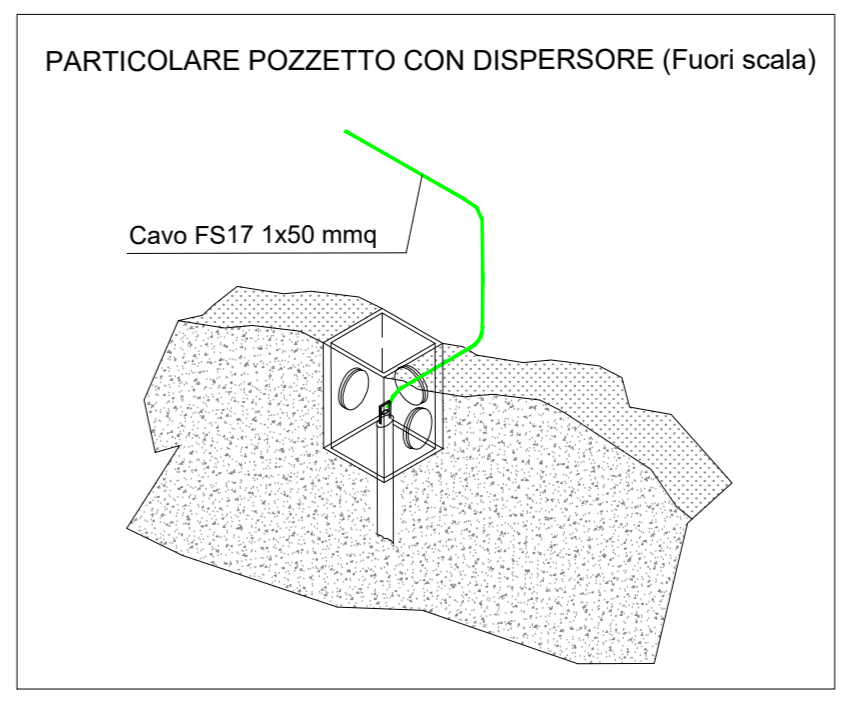 PARTICOLARE POZZETTO CON DISPERSORE (Fuori scala)
Cavo FS17 1x50 mmq